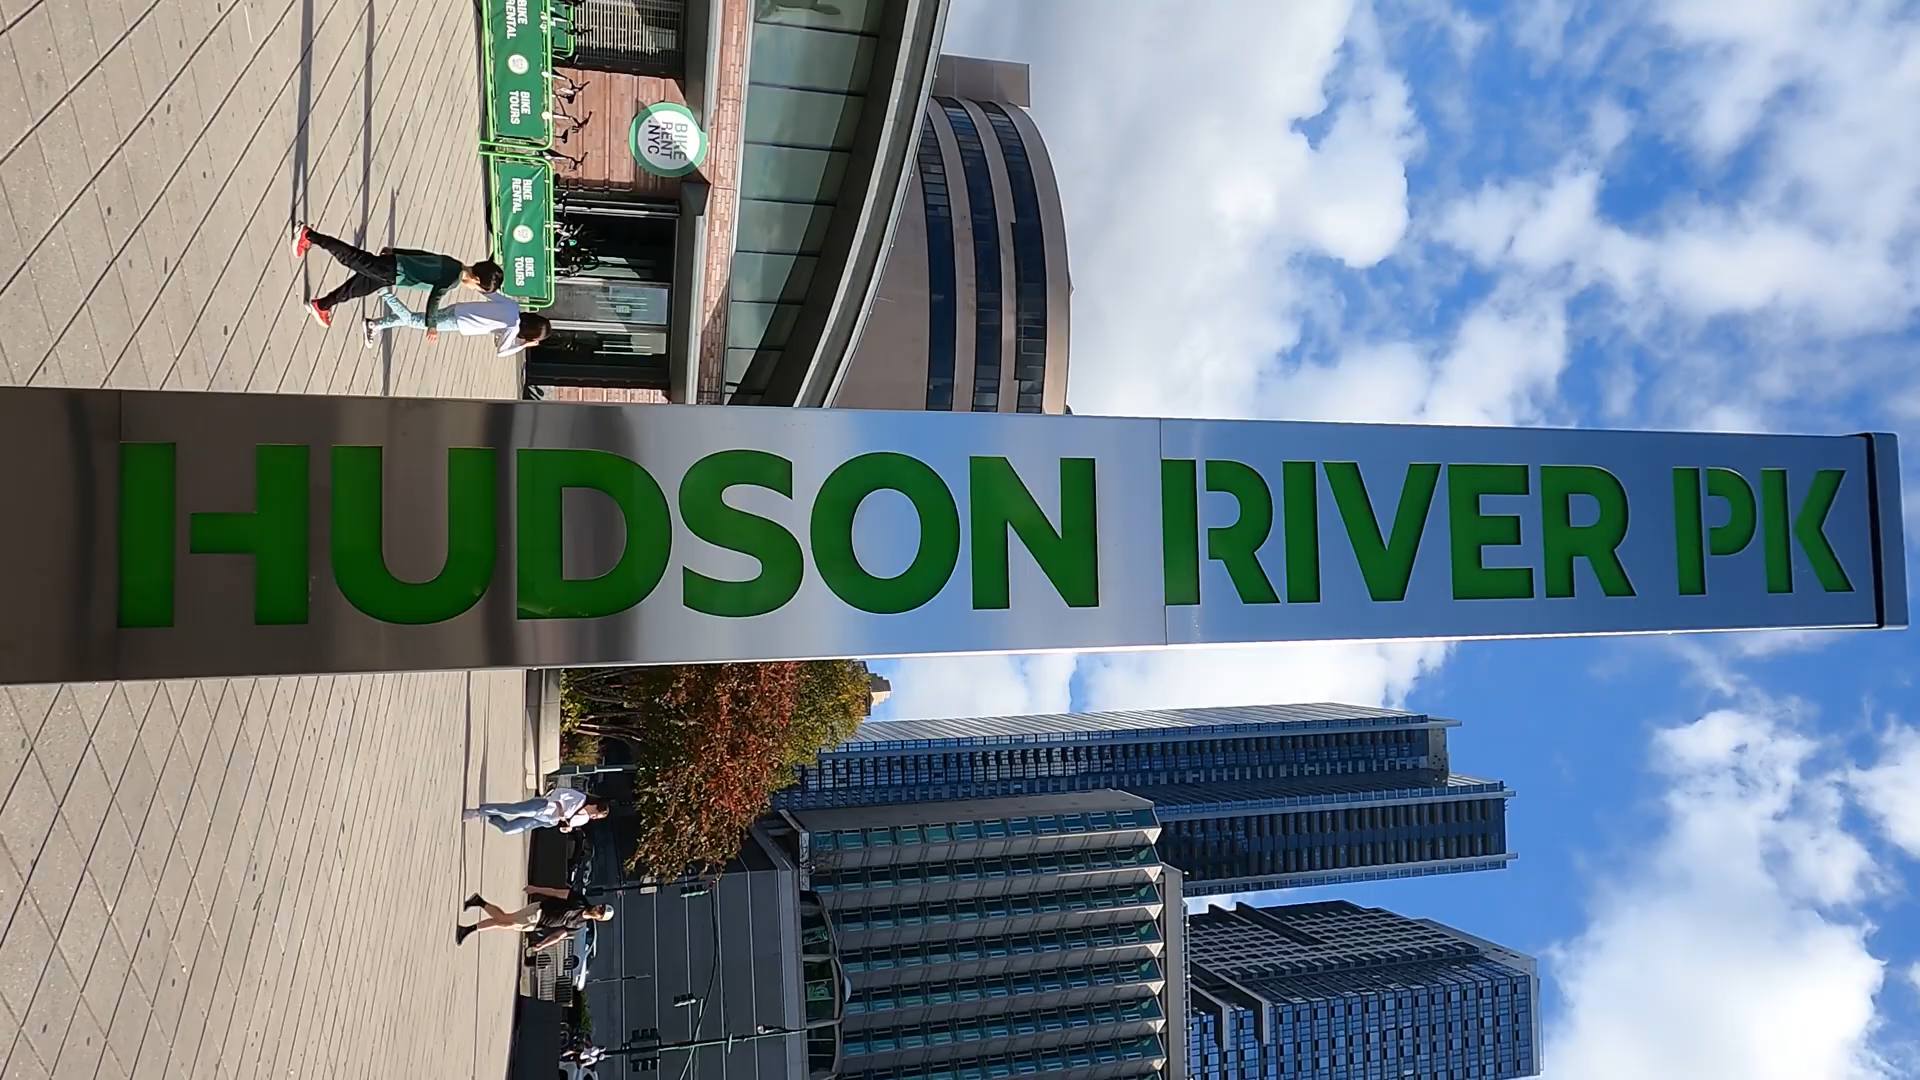 HUDSON RIVER PK
BIKE
RENT
.NYC
BIKE
RENTAL
BIKE
TOURS
BIKE
RENTAL
BIKE
TOURS